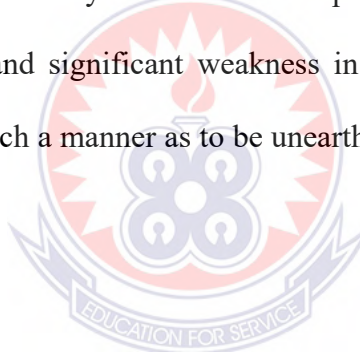 and significant weakness in
ch a manner as to be unearth
EDUCATION FOR SERVICE